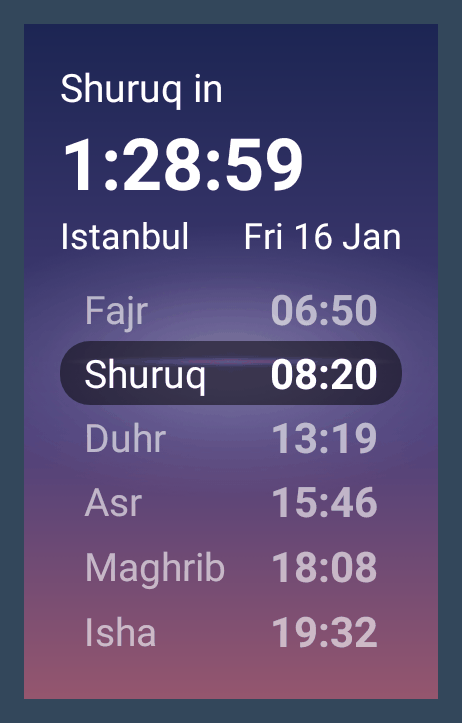 Shuruq in
1:28:59
Istanbul Fri 16 Jan
Fajr 06:50
Shuruq 08:20
Duhr 13:19
Asr 15:46
Maghrib 18:08
Isha 19:32